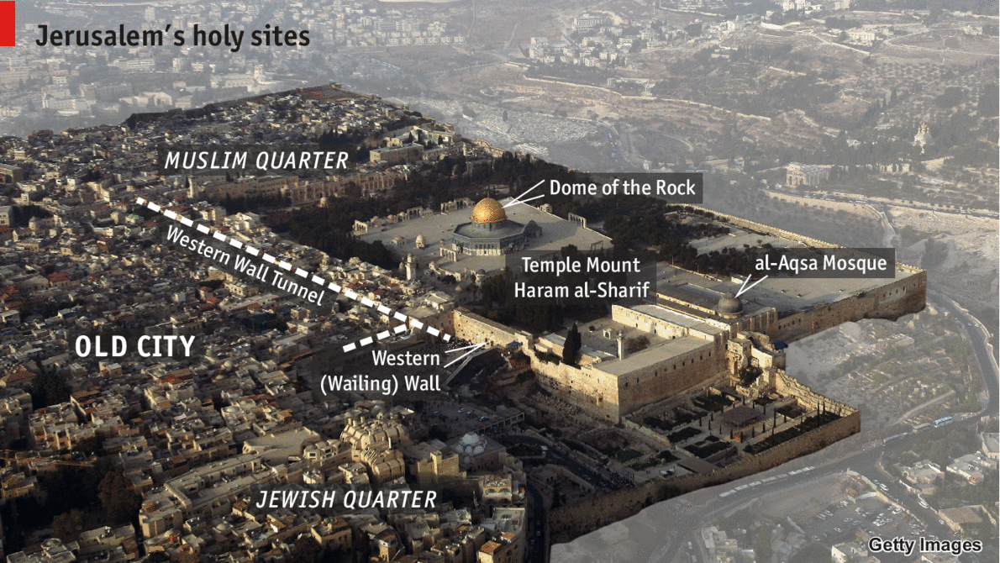 Jerusalem's holy sites
MUSLIM QUARTER
Dome of the Rock
Western Wall Tunnel
Temple Mount
Haram al-Sharif
al-Aqsa Mosque
OLD CITY
Western
(Wailing) Wall
JEWISH QUARTER
Getty Images